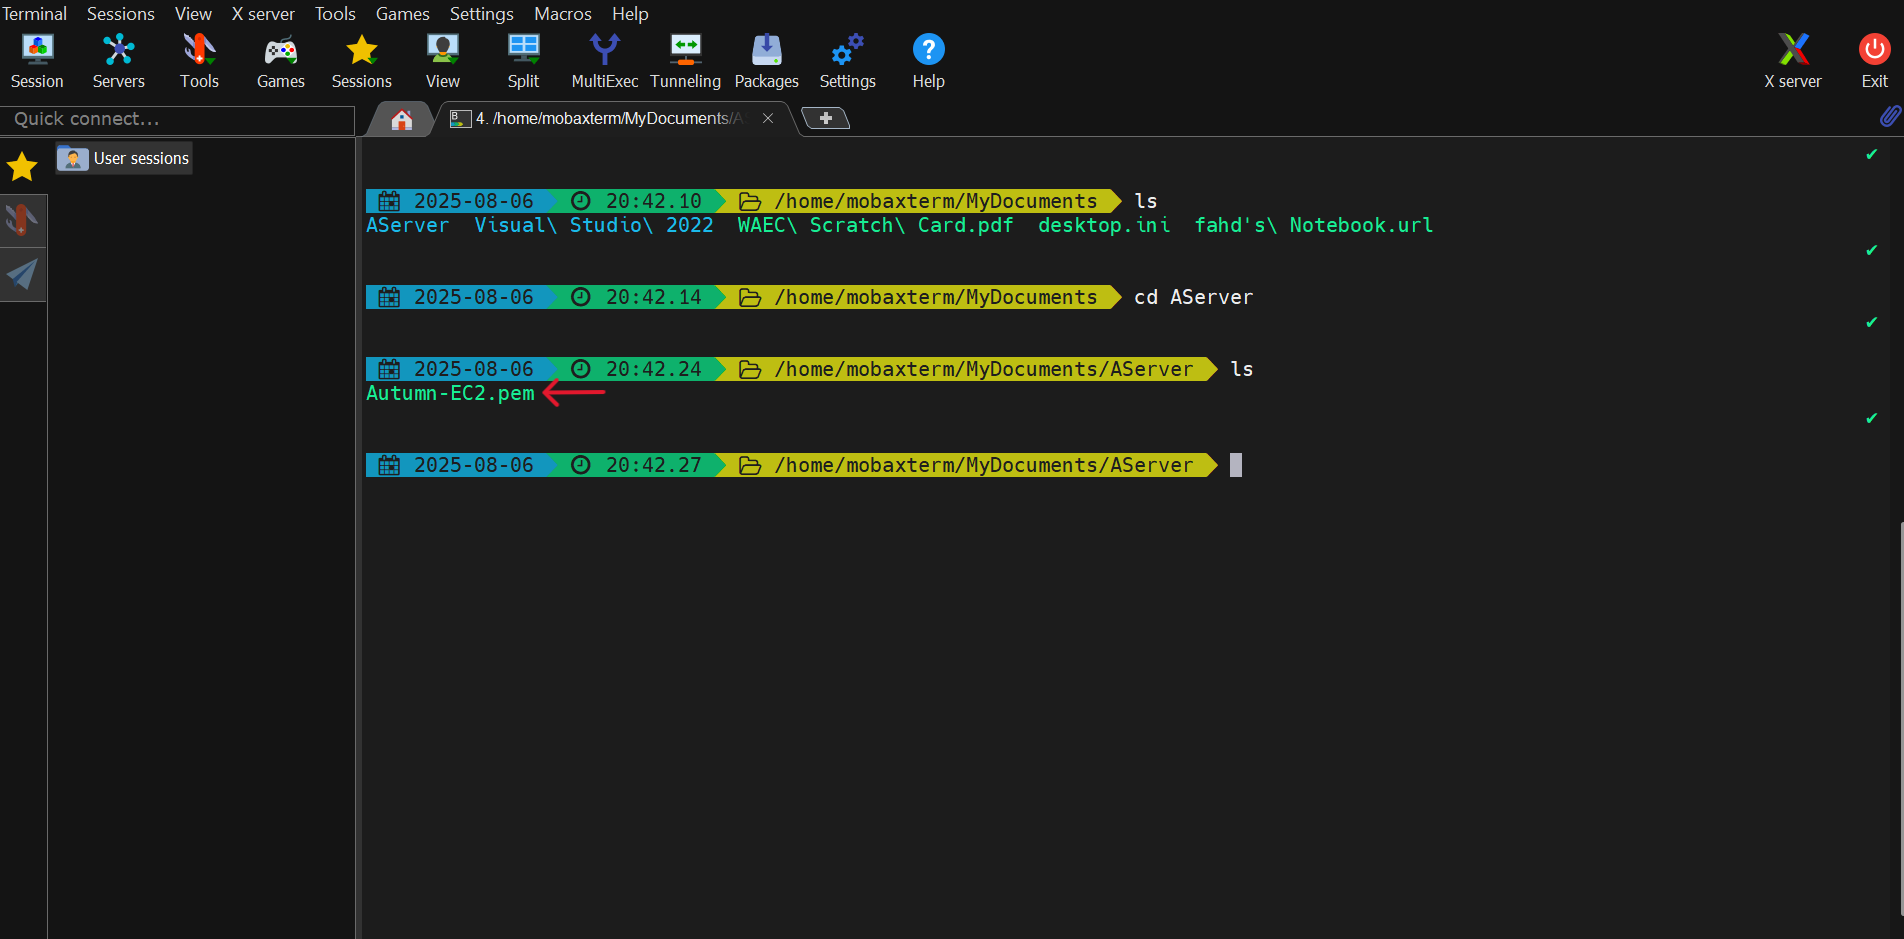 Terminal Sessions View X server Tools Games Settings Macros Help
Session Servers Tools Games Sessions View Split MultiExec Tunneling Packages Settings Help X server Exit
Quick connect...
4. /home/mobaxterm/MyDocuments/AS
User sessions
2025-08-06 20:42.10 /home/mobaxterm/MyDocuments ls
AServer Visual\ Studio\ 2022 WAEC\ Scratch\ Card.pdf desktop.ini fahd's\ Notebook.url
2025-08-06 20:42.14 /home/mobaxterm/MyDocuments cd AServer
2025-08-06 20:42.24 /home/mobaxterm/MyDocuments/AServer ls
Autumn-EC2.pem
2025-08-06 20:42.27 /home/mobaxterm/MyDocuments/AServer